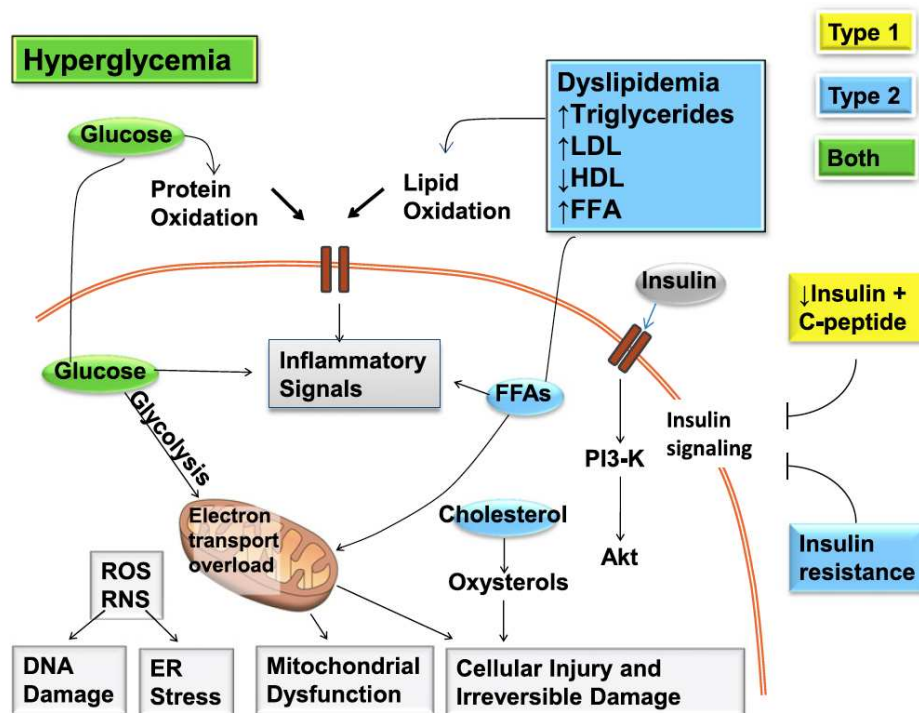 Hyperglycemia
Type 1
Type 2
Both
Dyslipidemia
↑Triglycerides
↑LDL
↓HDL
↑FFA
Glucose
Protein
Oxidation
Lipid
Oxidation
Insulin
↓Insulin +
C-peptide
Glucose
Inflammatory
Signals
FFAs
Insulin
signaling
Glycolysis
PI3-K
Akt
Electron
transport
overload
Cholesterol
Oxysterols
Insulin
resistance
ROS
RNS
DNA
Damage
ER
Stress
Mitochondrial
Dysfunction
Cellular Injury and
Irreversible Damage